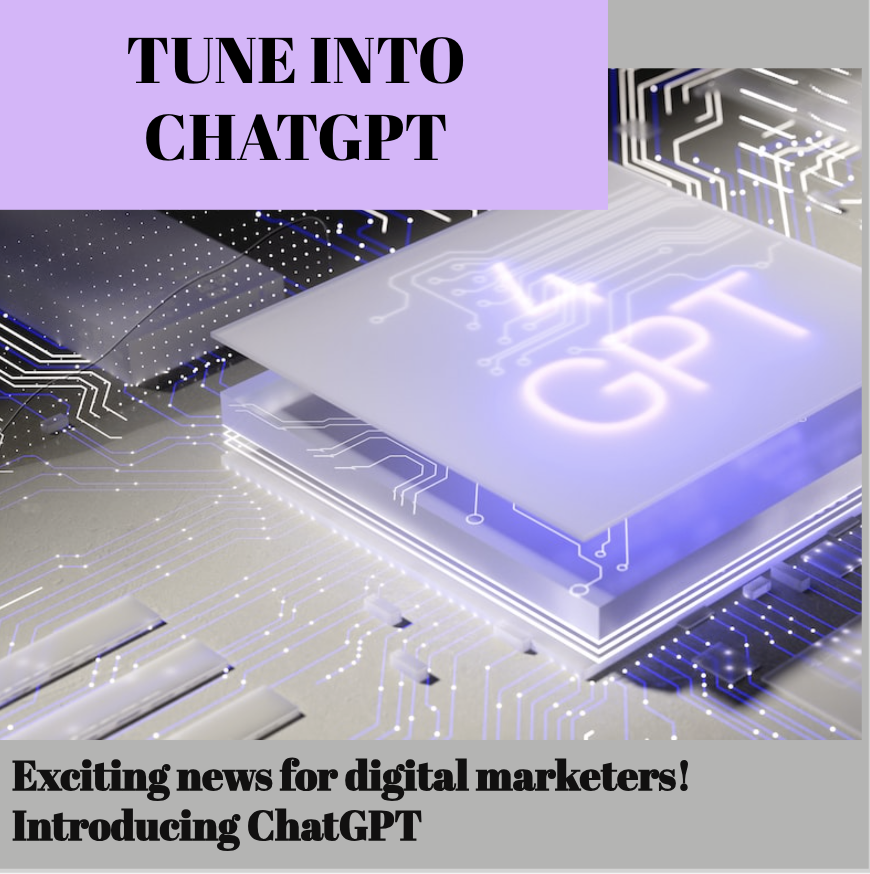 TUNE INTO
CHATGPT
GPT
Exciting news for digital marketers!
Introducing ChatGPT